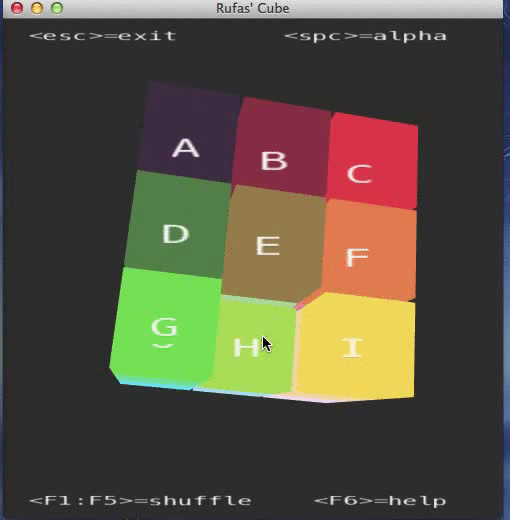 Rufas' Cube
<esc>=exit <spc>=alpha
A B C
D E F
G H I
<F1:F5>=shuffle <F6>=help